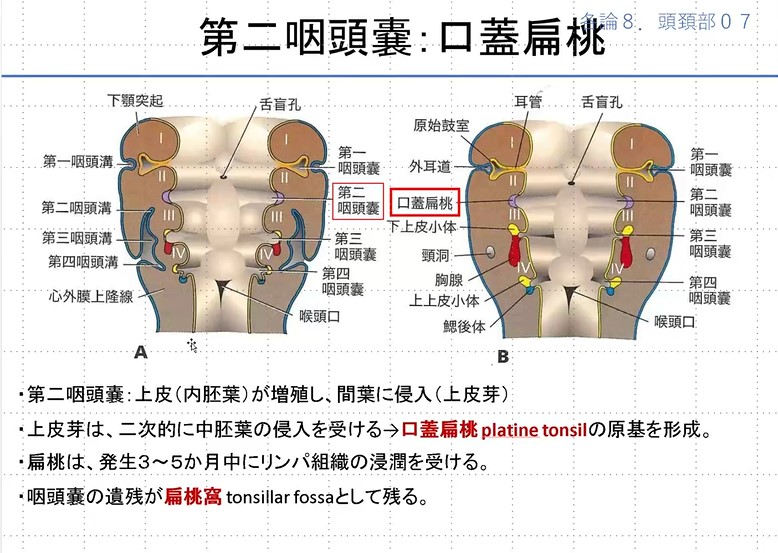 各論８．頭頚部０７
第二咽頭嚢：口蓋扁桃
下顎突起
舌盲孔
第一咽頭溝
第一
咽頭嚢
第二咽頭溝
第二
咽頭嚢
第三咽頭溝
第三
咽頭嚢
第四咽頭溝
第四
咽頭嚢
心外膜上隆線
喉頭口
I
I
II
II
III
III
IV
IV
A
耳管
舌盲孔
原始鼓室
外耳道
第一
咽頭嚢
口蓋扁桃
第二
咽頭嚢
下上皮小体
第三
咽頭嚢
頸洞
胸腺
第四
咽頭嚢
上上皮小体
鰓後体
喉頭口
I
I
II
II
III
III
IV
IV
B
・第二咽頭嚢：上皮（内胚葉）が増殖し、間葉に侵入（上皮芽）
・上皮芽は、二次的に中胚葉の侵入を受ける→口蓋扁桃 platine tonsilの原基を形成。
・扁桃は、発生３～５か月中にリンパ組織の浸潤を受ける。
・咽頭嚢の遺残が扁桃窩 tonsillar fossaとして残る。